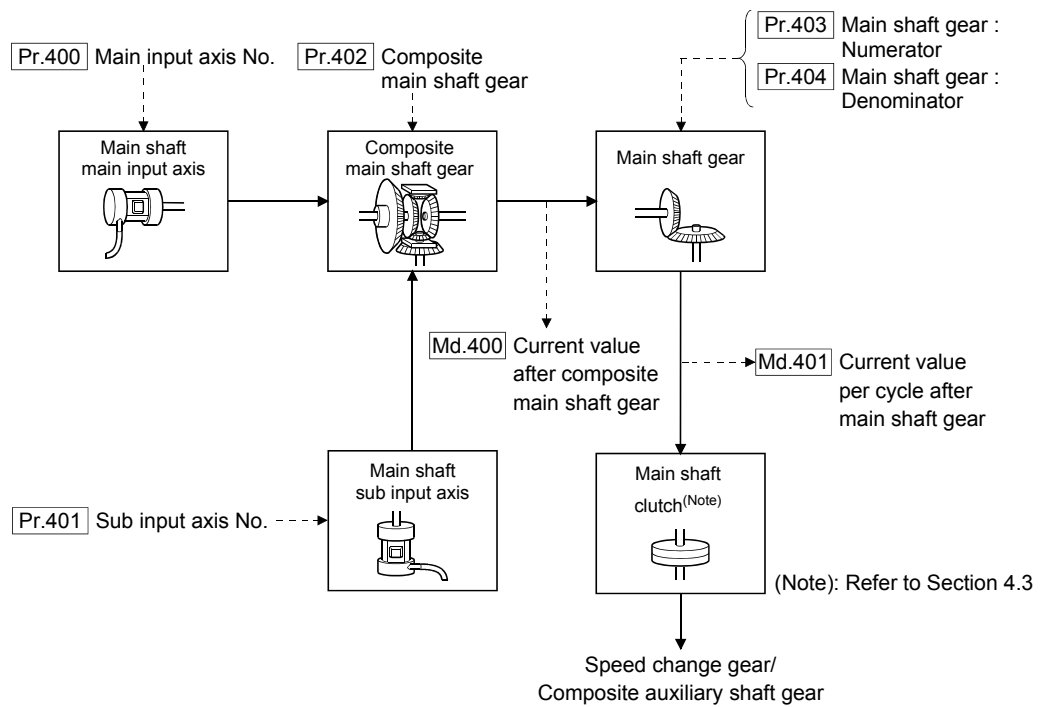 Pr.400 Main input axis No.
Pr.402 Composite
main shaft gear
Pr.403 Main shaft gear :
Numerator
Pr.404 Main shaft gear :
Denominator
Main shaft
main input axis
Composite
main shaft gear
Main shaft gear
Md.400 Current value
after composite
main shaft gear
Md.401 Current value
per cycle after
main shaft gear
Pr.401 Sub input axis No.
Main shaft
sub input axis
Main shaft
clutch(Note)
(Note): Refer to Section 4.3
Speed change gear/
Composite auxiliary shaft gear